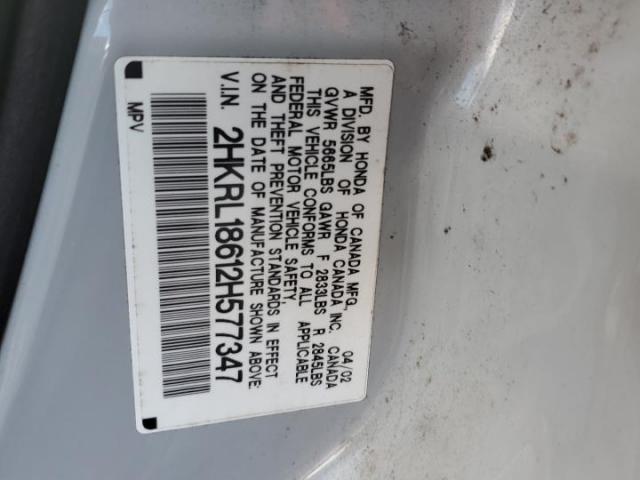 MFD. BY HONDA OF CANADA MFG., 04/02
A DIVISION OF HONDA CANADA INC. CANADA
GVWR 5665LBS GAWR F 2833LBS R 2845LBS
THIS VEHICLE CONFORMS TO ALL APPLICABLE
FEDERAL MOTOR VEHICLE SAFETY,
AND THEFT PREVENTION STANDARDS IN EFFECT
ON THE DATE OF MANUFACTURE SHOWN ABOVE:
V.I.N. 2HKRL18612H577347
MPV